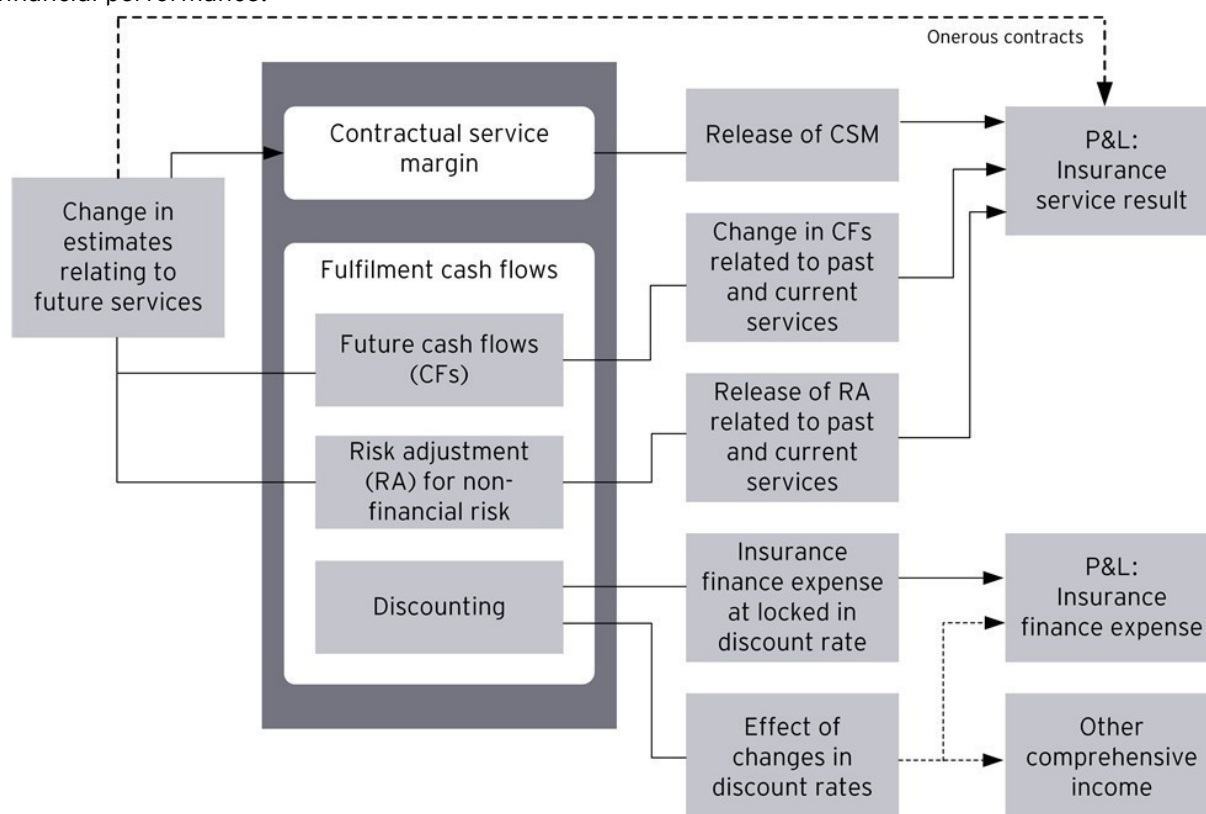 financial performance.
Onerous contracts
Contractual service
margin
Release of CSM
P&L:
Insurance
service result
Change in
estimates
relating to
future services
Fulfilment cash flows
Change in CFs
related to past
and current
services
Future cash flows
(CFs)
Risk adjustment
(RA) for non-
financial risk
Release of RA
related to past
and current
services
Discounting
Insurance
finance expense
at locked in
discount rate
P&L:
Insurance
finance expense
Effect of
changes in
discount rates
Other
comprehensive
income